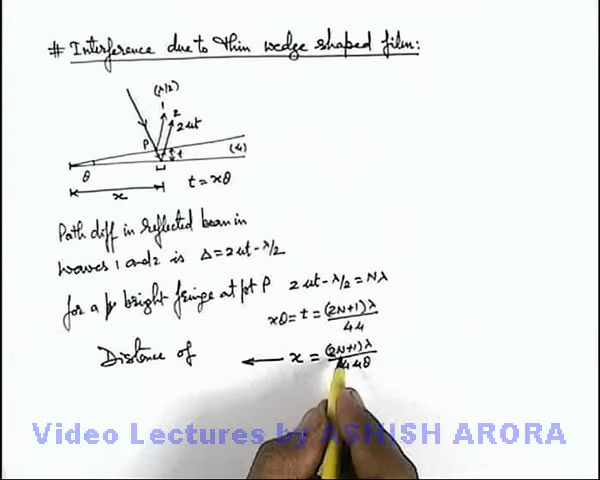 # Interference due to thin wedge shaped film:
(λ/2)
2
2μt
P
t
(μ)
θ
x
t = xθ
Path diff in reflected beam in
waves 1 and 2 is Δ = 2μt - λ/2
for a bright fringe at pt P 2μt - λ/2 = Nλ
xθ = t = (2N+1)λ / 4μ
Distance of ← x = (2N+1)λ / 4μθ
Video Lectures by ASHISH ARORA